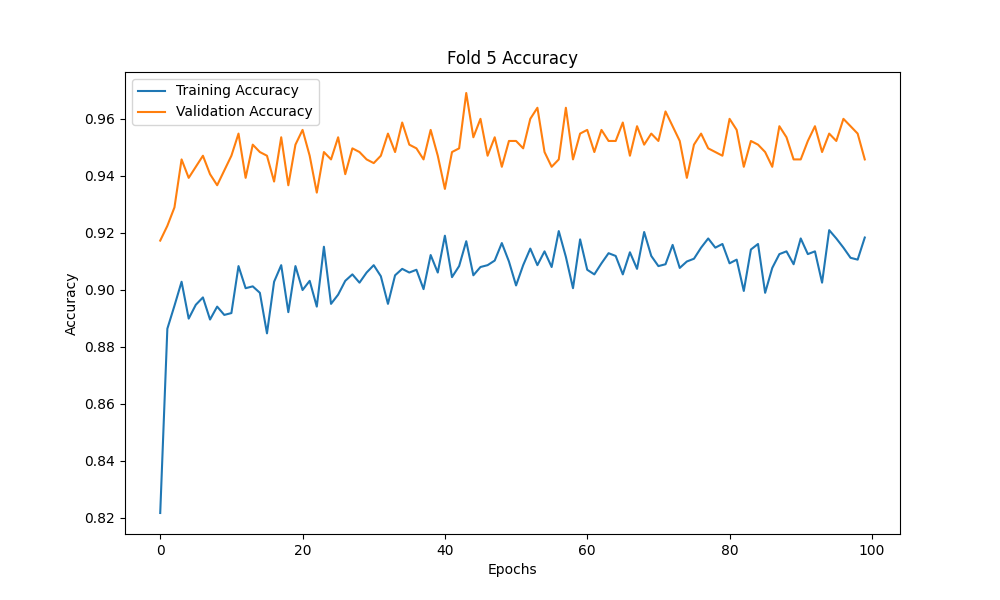 Fold 5 Accuracy
Training Accuracy
Validation Accuracy
0.96
0.94
0.92
0.90
0.88
0.86
0.84
0.82
Accuracy
0 20 40 60 80 100
Epochs